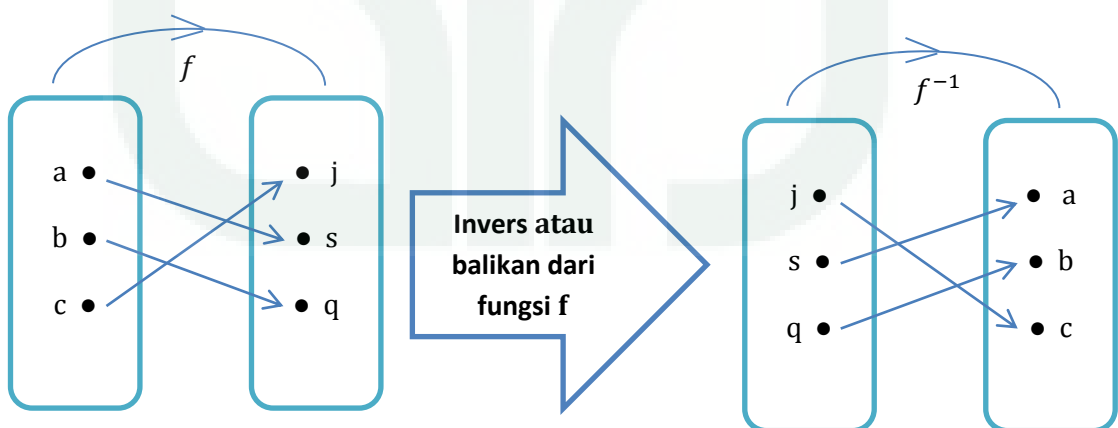 f
a
j
b
s
c
q
Invers atau
balikan dari
fungsi f
f⁻¹
j
a
s
b
q
c